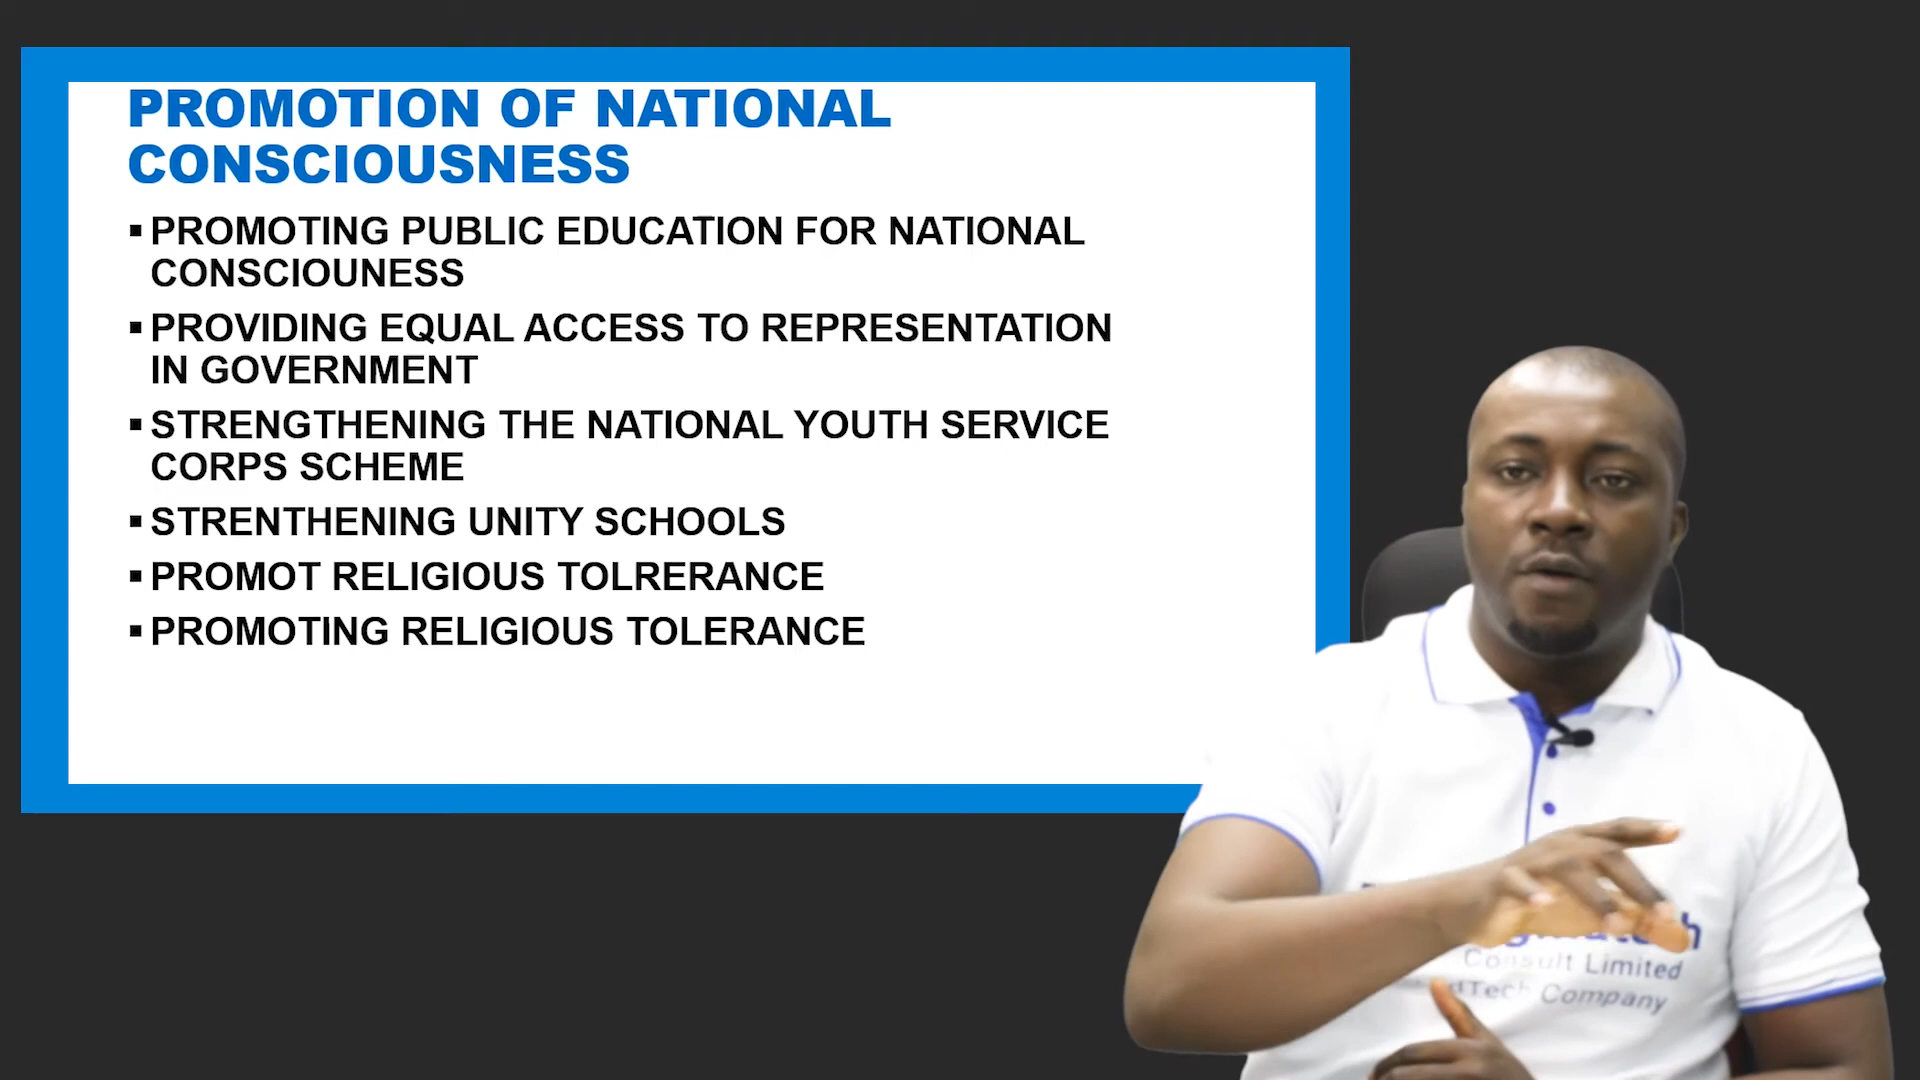 PROMOTION OF NATIONAL
CONSCIOUSNESS
▪ PROMOTING PUBLIC EDUCATION FOR NATIONAL
CONSCIOUNESS
▪ PROVIDING EQUAL ACCESS TO REPRESENTATION
IN GOVERNMENT
▪ STRENGTHENING THE NATIONAL YOUTH SERVICE
CORPS SCHEME
▪ STRENTHENING UNITY SCHOOLS
▪ PROMOT RELIGIOUS TOLRERANCE
▪ PROMOTING RELIGIOUS TOLERANCE
Consult Limited
Company